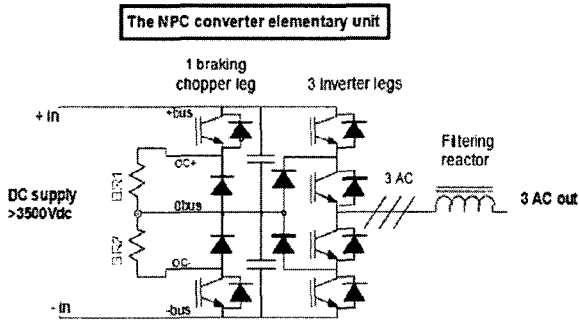 The NPC converter elementary unit
1 braking
chopper leg
3 inverter legs
+ in
+bus
Filtering
reactor
OC+
BR1
3 AC
DC supply
>3500Vdc
0bus
3 AC out
BR2
OC-
- in
-bus